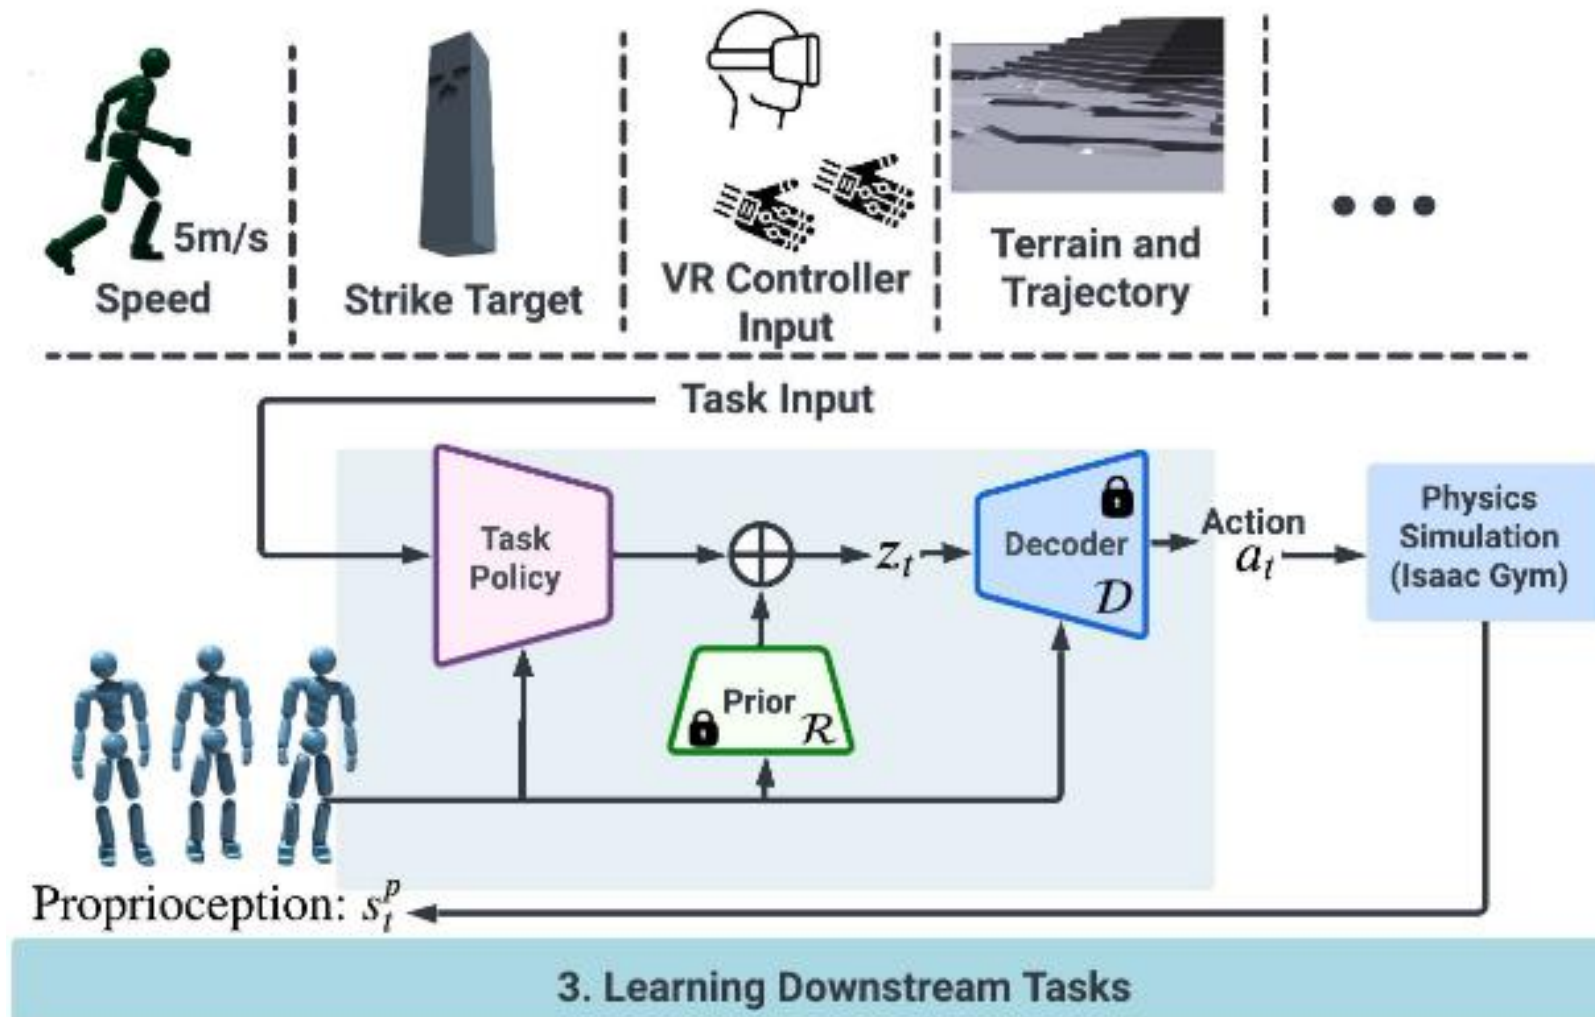 5m/s
Speed
Strike Target
VR Controller
Input
Terrain and
Trajectory
Task Input
Task
Policy
z_t
Decoder
D
Action
a_t
Physics
Simulation
(Isaac Gym)
Prior
R
Proprioception: s_t^p
3. Learning Downstream Tasks